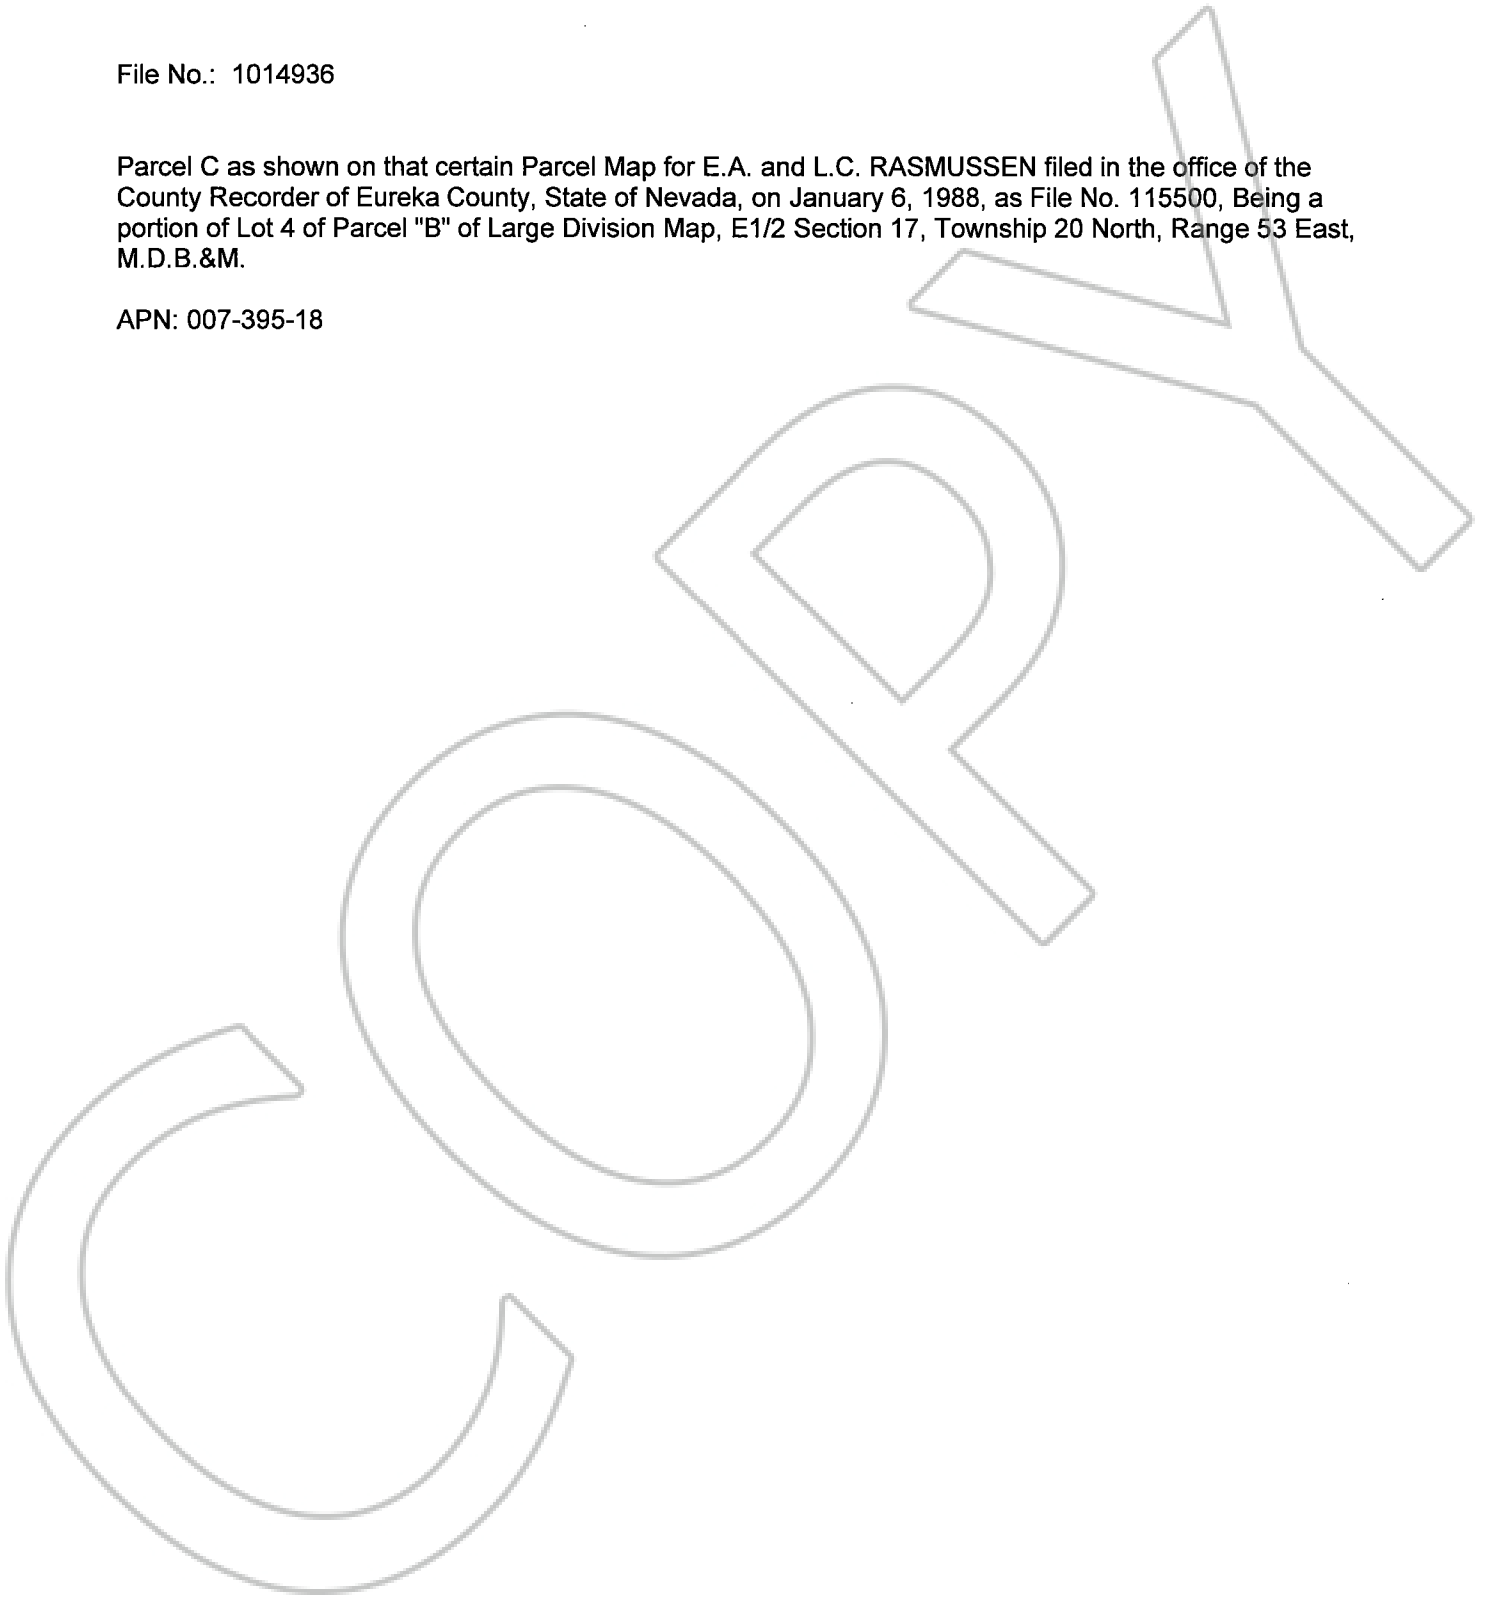 File No.: 1014936
Parcel C as shown on that certain Parcel Map for E.A. and L.C. RASMUSSEN filed in the office of the
County Recorder of Eureka County, State of Nevada, on January 6, 1988, as File No. 115500, Being a
portion of Lot 4 of Parcel "B" of Large Division Map, E1/2 Section 17, Township 20 North, Range 53 East,
M.D.B.&M.
APN: 007-395-18
COPY